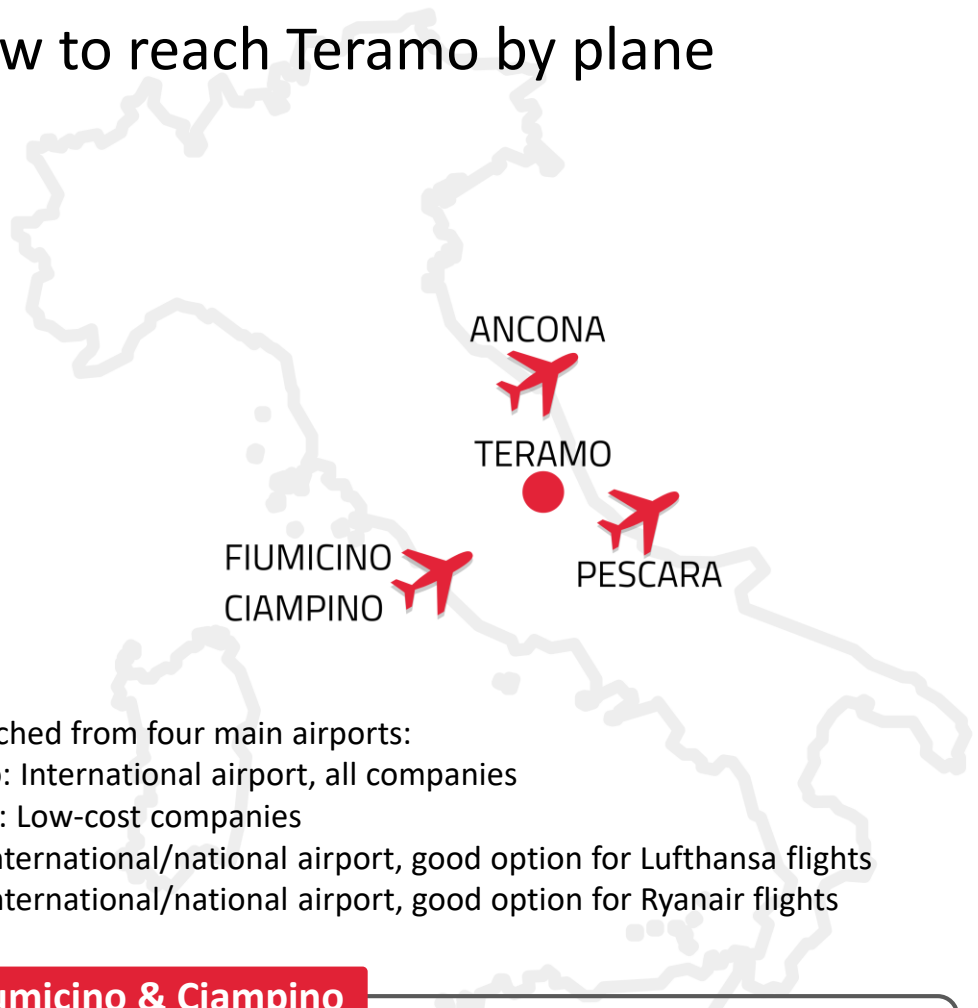 w to reach Teramo by plane
ANCONA
TERAMO
FIUMICINO
CIAMPINO
PESCARA
ched from four main airports:
: International airport, all companies
: Low-cost companies
nternational/national airport, good option for Lufthansa flights
nternational/national airport, good option for Ryanair flights
umicino & Ciampino